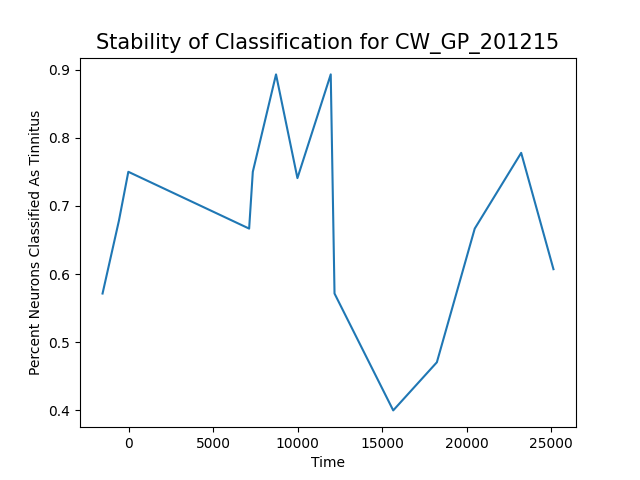 Stability of Classification for CW_GP_201215
Percent Neurons Classified As Tinnitus
0.9
0.8
0.7
0.6
0.5
0.4
0 5000 10000 15000 20000 25000
Time